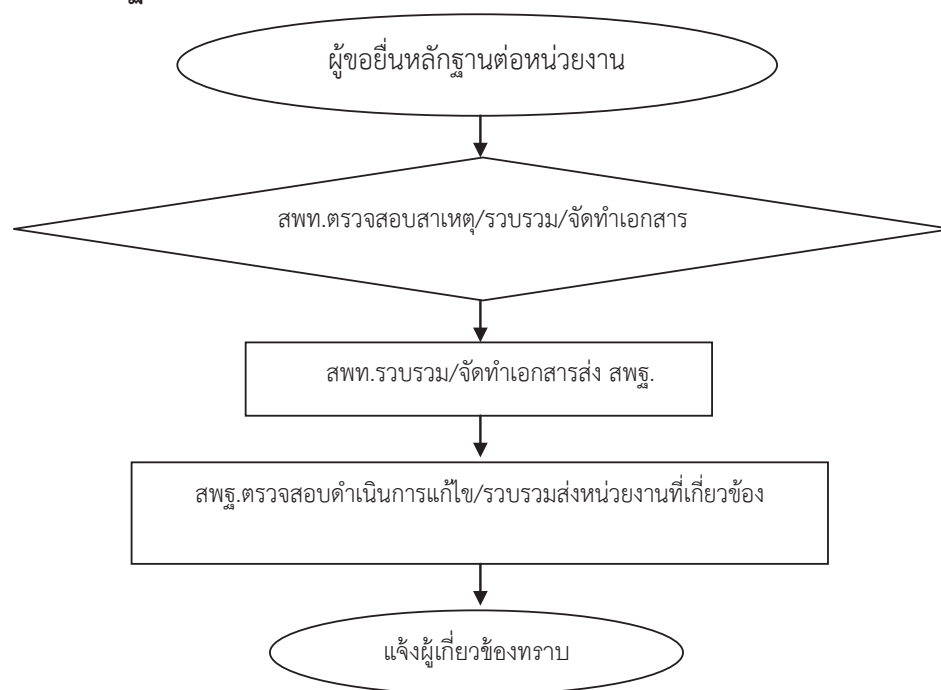 ผู้ขอยื่นหลักฐานต่อหน่วยงาน
สพท.ตรวจสอบสาเหตุ/รวบรวม/จัดทำเอกสาร
สพท.รวบรวม/จัดทำเอกสารส่ง สพฐ.
สพฐ.ตรวจสอบดำเนินการแก้ไข/รวบรวมส่งหน่วยงานที่เกี่ยวข้อง
แจ้งผู้เกี่ยวข้องทราบ